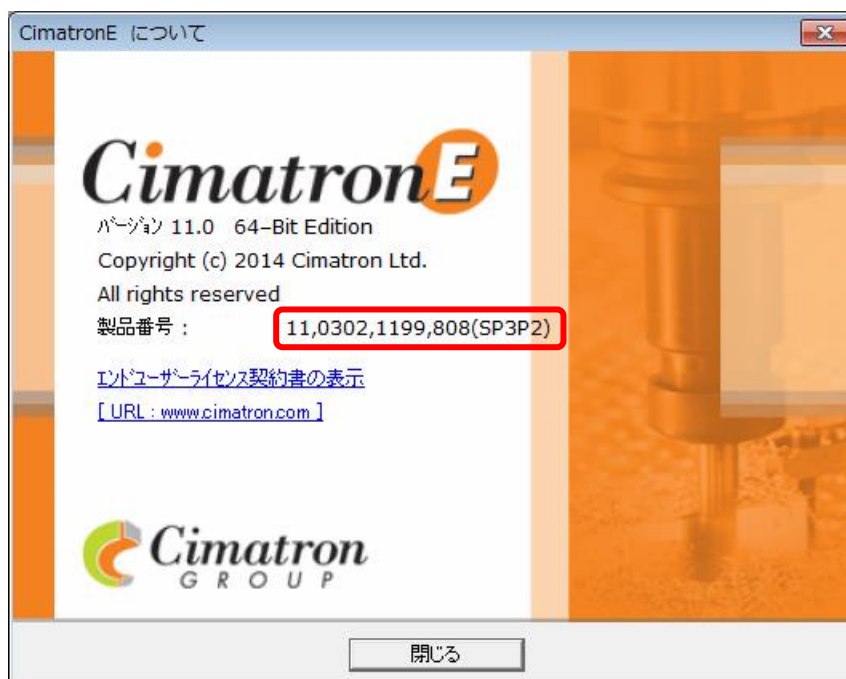 CimatronE について
CimatronE
ﾊﾞｰｼﾞｮﾝ 11.0 64-Bit Edition
Copyright (c) 2014 Cimatron Ltd.
All rights reserved
製品番号： 11,0302,1199,808(SP3P2)
ｴﾝﾄﾞﾕｰｻﾞｰﾗｲｾﾝｽ契約書の表示
[ URL : www.cimatron.com ]
Cimatron
GROUP
閉じる